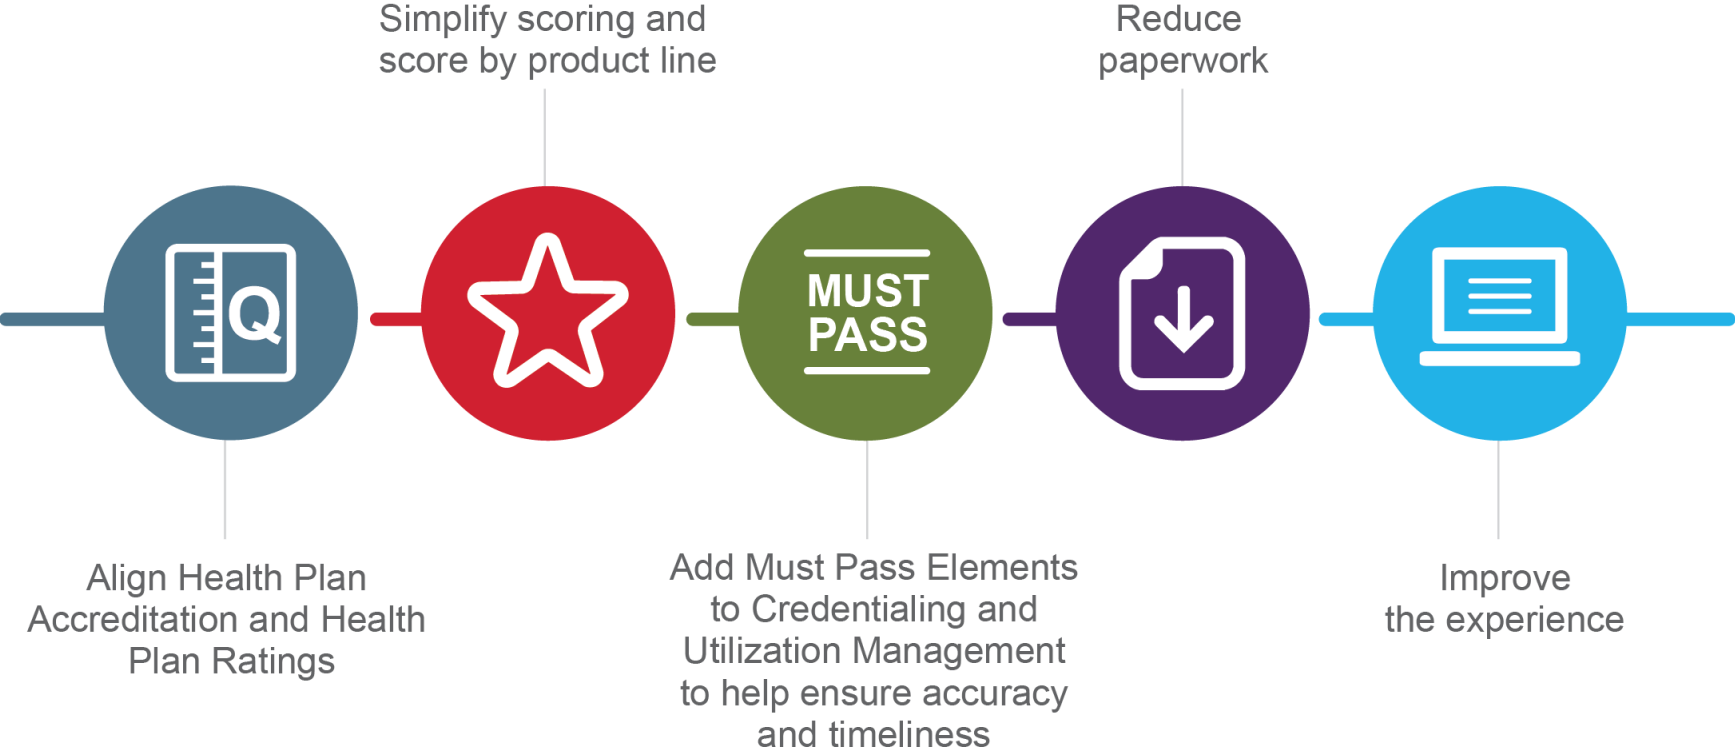 Simplify scoring and
score by product line
Reduce
paperwork
Q
MUST
PASS
Align Health Plan
Accreditation and Health
Plan Ratings
Add Must Pass Elements
to Credentialing and
Utilization Management
to help ensure accuracy
and timeliness
Improve
the experience